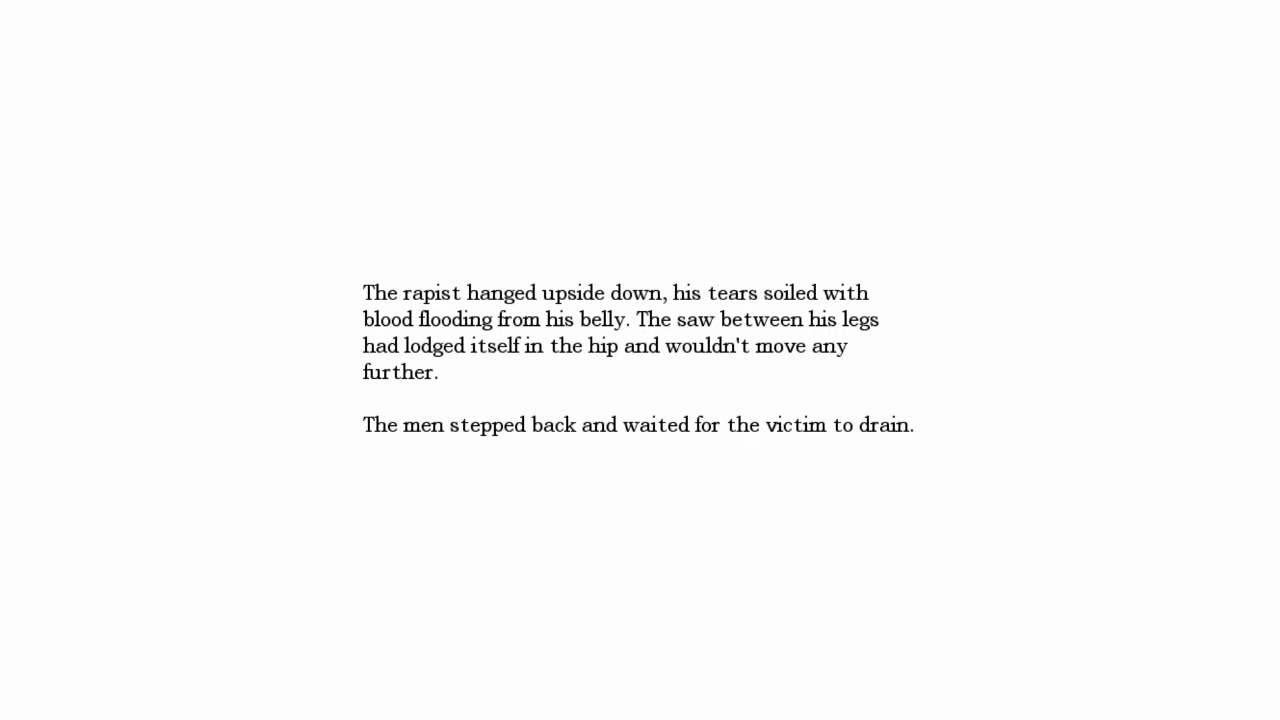 The rapist hanged upside down, his tears soiled with
blood flooding from his belly. The saw between his legs
had lodged itself in the hip and wouldn't move any
further.
The men stepped back and waited for the victim to drain.